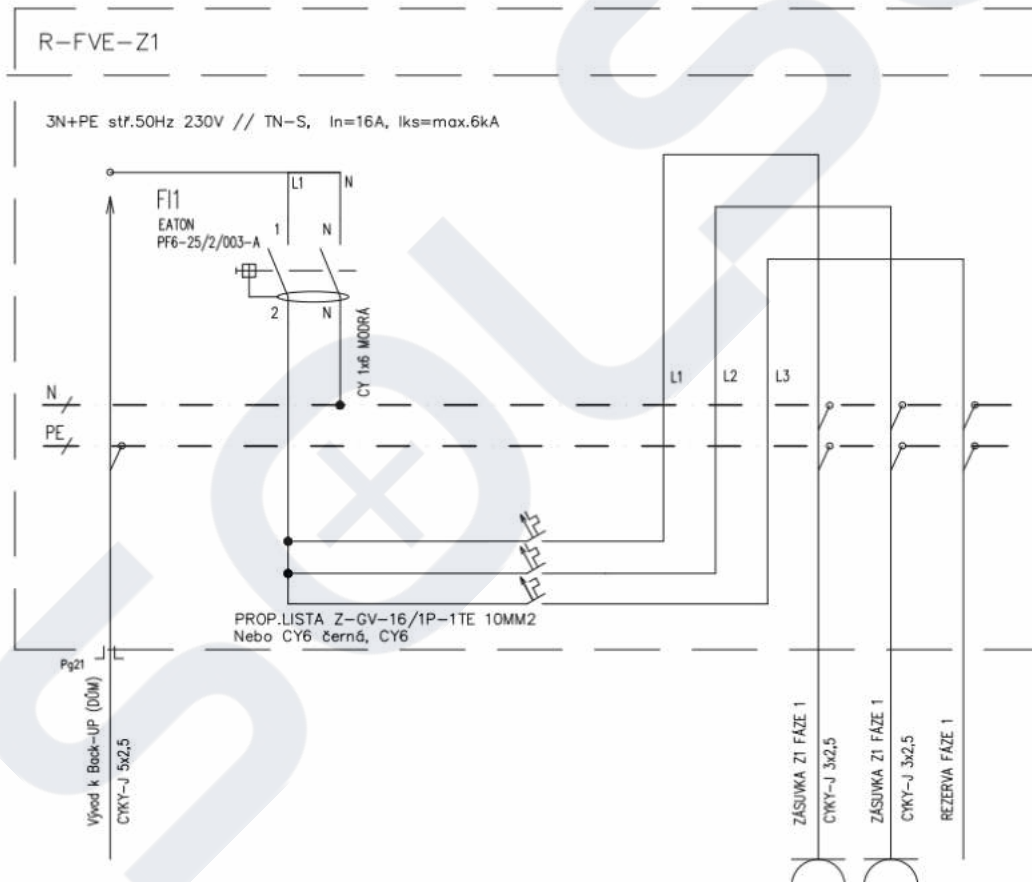 R-FVE-Z1
3N+PE stř.50Hz 230V // TN-S, In=16A, Iks=max.6kA
L1
N
FI1
EATON
PF6-25/2/003-A
1
N
2
N
CY 1x6 MODRÁ
L1
L2
L3
N
PE
PROP.LISTA Z-GV-16/1P-1TE 10MM2
Nebo CY6 černá, CY6
Pg21
Vývod k Back-UP (DŮM)
CYKY-J 5x2,5
ZÁSUVKA Z1 FÁZE 1
CYKY-J 3x2,5
ZÁSUVKA Z1 FÁZE 1
CYKY-J 3x2,5
REZERVA FÁZE 1